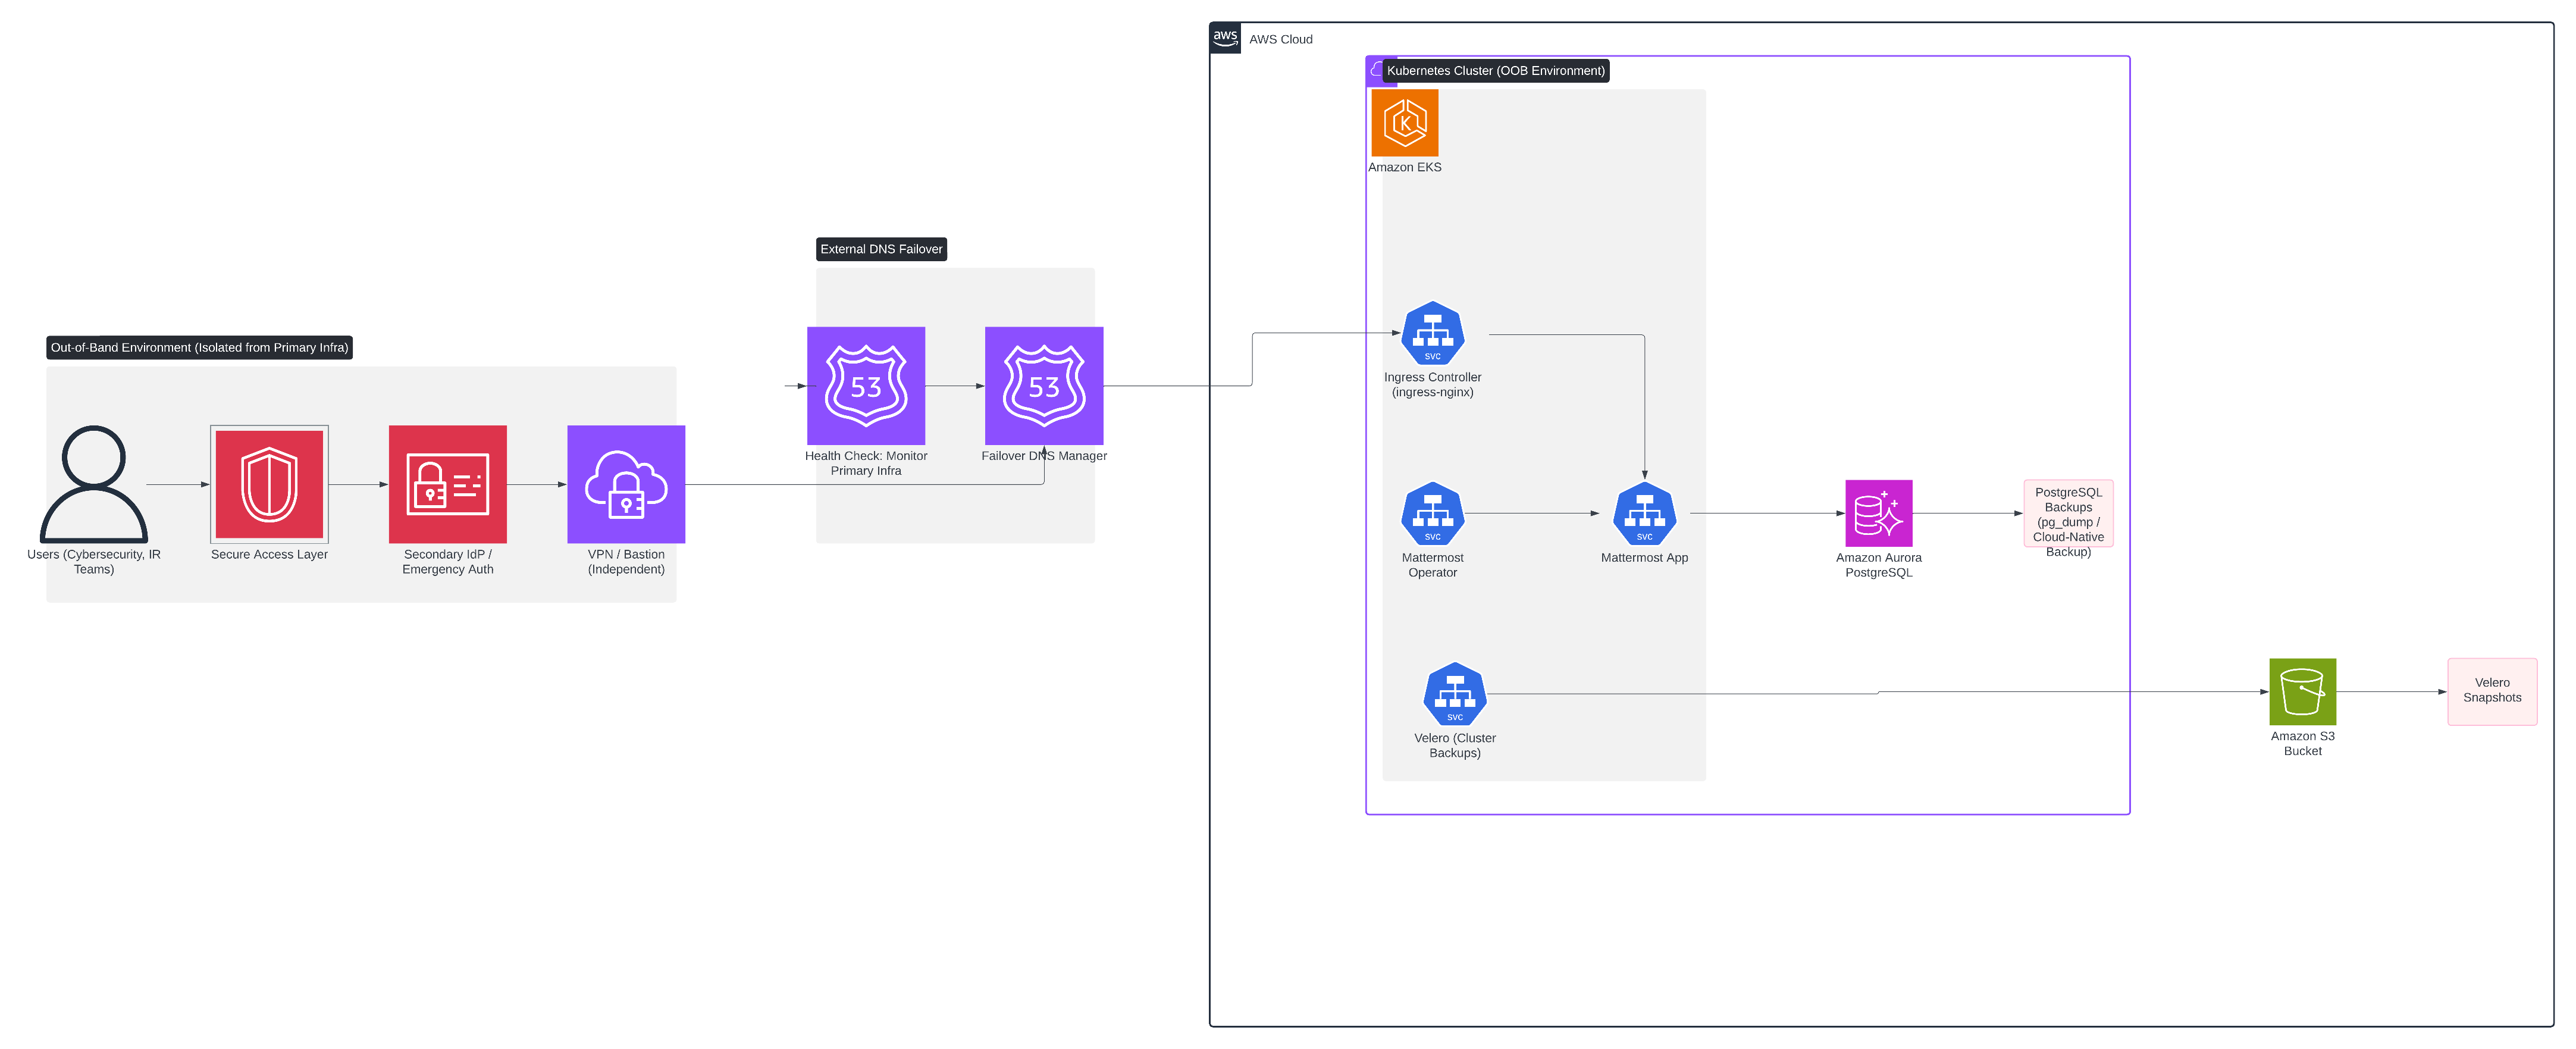 aws
AWS Cloud
Kubernetes Cluster (OOB Environment)
K
Amazon EKS
External DNS Failover
Out-of-Band Environment (Isolated from Primary Infra)
53
53
svc
Ingress Controller
(ingress-nginx)
Health Check: Monitor
Primary Infra
Failover DNS Manager
Users (Cybersecurity, IR
Teams)
Secure Access Layer
Secondary IdP /
Emergency Auth
VPN / Bastion
(Independent)
svc
Mattermost
Operator
svc
Mattermost App
Amazon Aurora
PostgreSQL
PostgreSQL
Backups
(pg_dump /
Cloud-Native
Backup)
svc
Velero (Cluster
Backups)
Amazon S3
Bucket
Velero
Snapshots